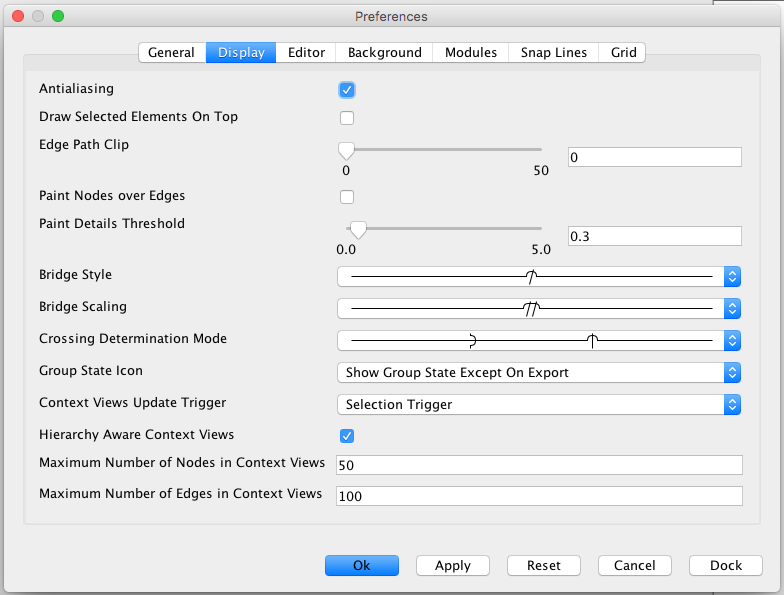 Preferences
General Display Editor Background Modules Snap Lines Grid
Antialiasing
Draw Selected Elements On Top
Edge Path Clip
0
0 50
Paint Nodes over Edges
Paint Details Threshold
0.3
0.0 5.0
Bridge Style
Bridge Scaling
Crossing Determination Mode
Group State Icon Show Group State Except On Export
Context Views Update Trigger Selection Trigger
Hierarchy Aware Context Views
Maximum Number of Nodes in Context Views 50
Maximum Number of Edges in Context Views 100
Ok Apply Reset Cancel Dock